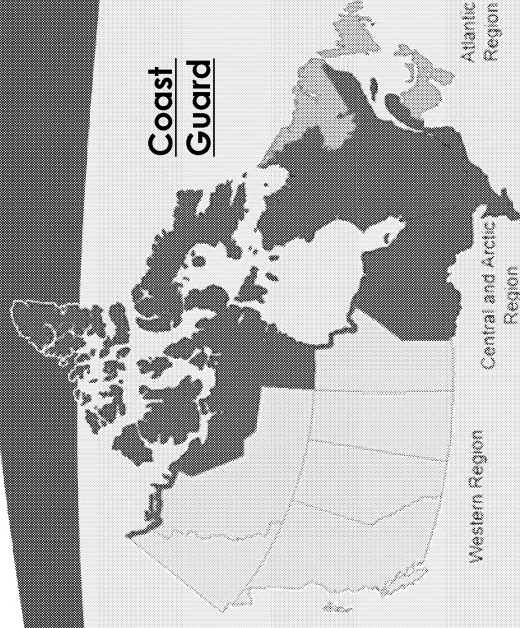 Coast
Guard
Western Region
Central and Arctic
Region
Atlantic
Region